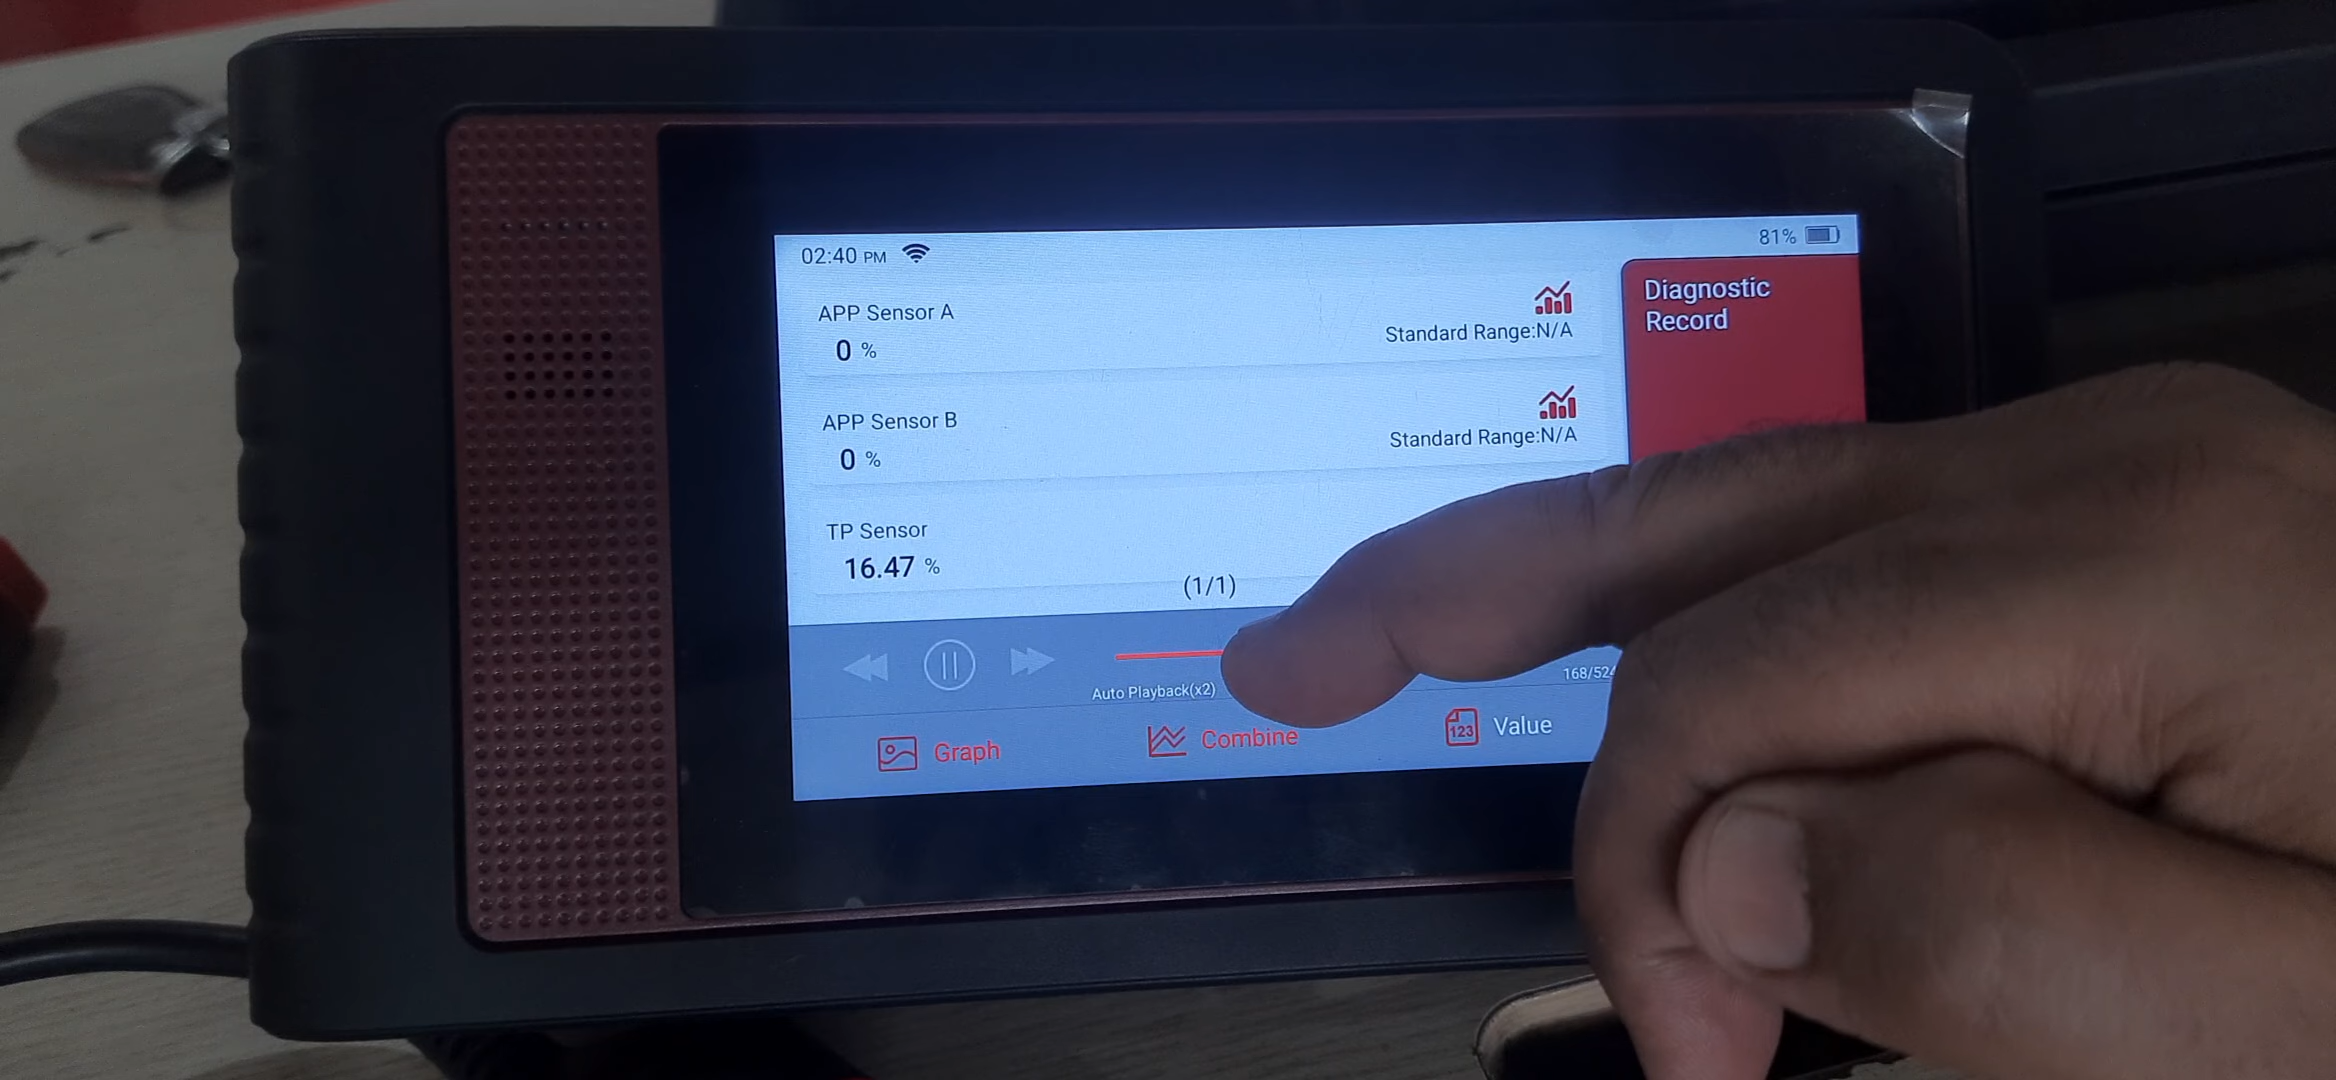 02:40 PM
81%
APP Sensor A
0 %
Standard Range:N/A
Diagnostic
Record
APP Sensor B
0 %
Standard Range:N/A
TP Sensor
16.47 %
(1/1)
Auto Playback(x2)
168/524
Graph
Combine
123
Value